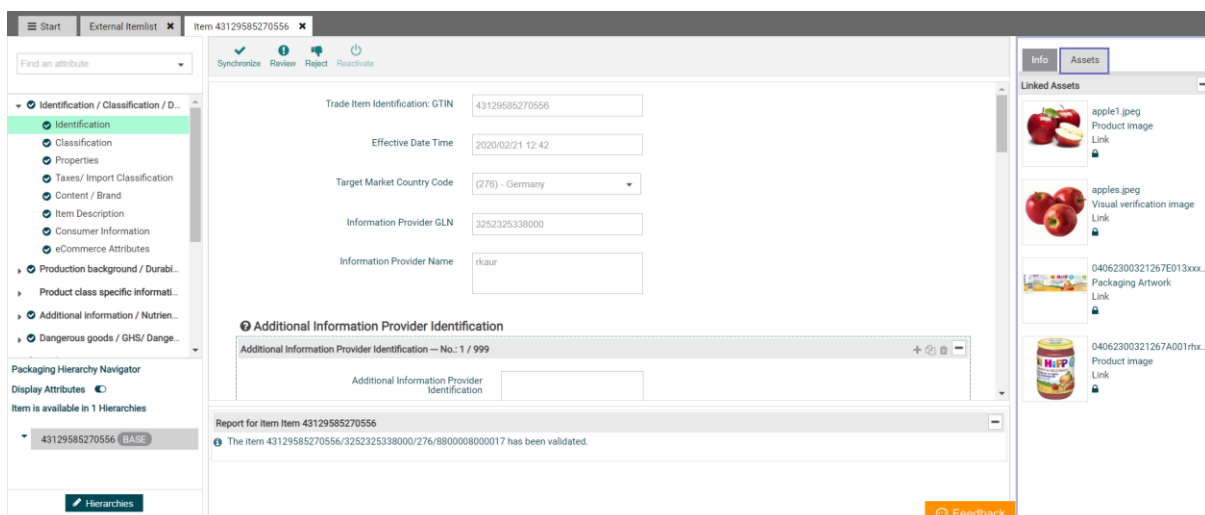 Start
External Itemlist
Item 43129585270556
Find an attribute
Identification / Classification / D...
Identification
Classification
Properties
Taxes/ Import Classification
Content / Brand
Item Description
Consumer Information
eCommerce Attributes
Production background / Durabi...
Product class specific informati...
Additional information / Nutrien...
Dangerous goods / GHS/ Dange...
Packaging Hierarchy Navigator
Display Attributes
Item is available in 1 Hierarchies
43129585270556 BASE
Hierarchies
Synchronize Review Reject Reactivate
Trade Item Identification: GTIN 43129585270556
Effective Date Time 2020/02/21 12:42
Target Market Country Code (276) - Germany
Information Provider GLN 3252325338000
Information Provider Name rkaur
Additional Information Provider Identification
Additional Information Provider Identification — No.: 1 / 999
Additional Information Provider
Identification
Report for item Item 43129585270556
The item 43129585270556/3252325338000/276/8800008000017 has been validated.
Feedback
Info Assets
Linked Assets
apple1.jpeg
Product image
Link
apples.jpeg
Visual verification image
Link
04062300321267E013xxx...
Packaging Artwork
Link
04062300321267A001rhx...
Product image
Link
HiPP